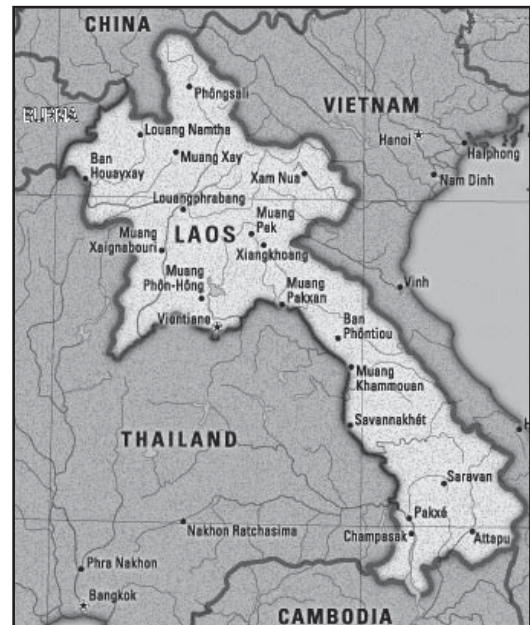 CHINA
Phôngsali
VIETNAM
BURMA
Louang Namtha
Hanoi
Haiphong
Muang Xay
Ban
Houayxay
Xam Nua
Nam Dinh
Louangphrabang
Muang
Pek
LAOS
Muang
Xaignabouri
Xiangkhoang
Muang
Phôn-Hông
Muang
Pakxan
Vinh
Vientiane
Ban
Phôntiou
Muang
Khammouan
Savannakhét
H
THAILAND
Saravan
Pakxé
Nakhon Ratchasima
Champasak
Attapu
Phra Nakhon
Bangkok
CAMBODIA